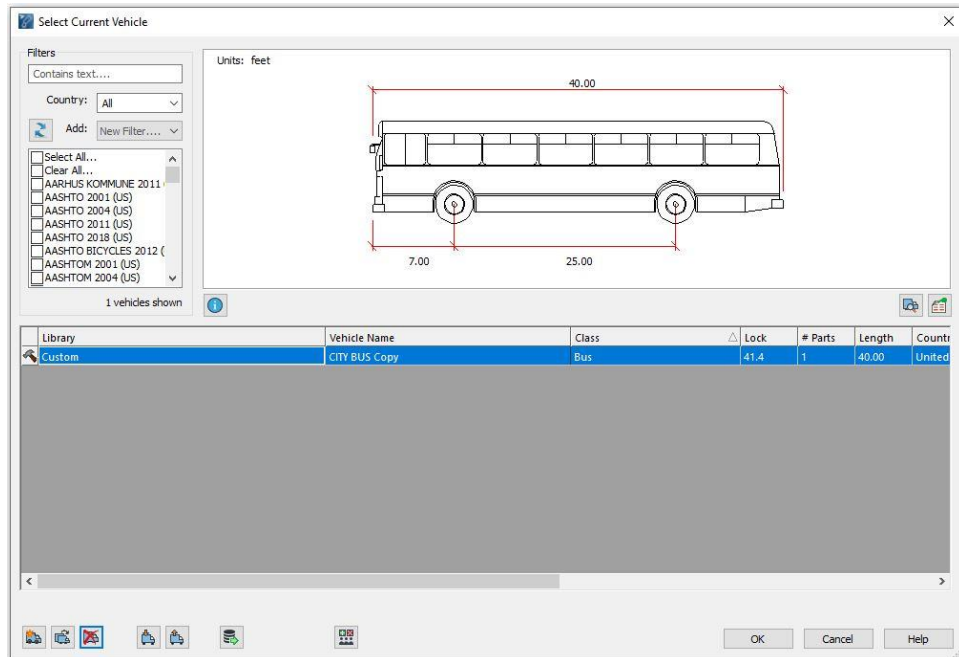 Select Current Vehicle
Filters
Contains text....
Country: All
Add: New Filter....
Select All...
Clear All...
AARHUS KOMMUNE 2011
AASHTO 2001 (US)
AASHTO 2004 (US)
AASHTO 2011 (US)
AASHTO 2018 (US)
AASHTO BICYCLES 2012 (
AASHTOM 2001 (US)
AASHTOM 2004 (US)
1 vehicles shown
Units: feet
40.00
7.00 25.00
Library Vehicle Name Class Lock # Parts Length Countr
Custom CITY BUS Copy Bus 41.4 1 40.00 United
OK Cancel Help